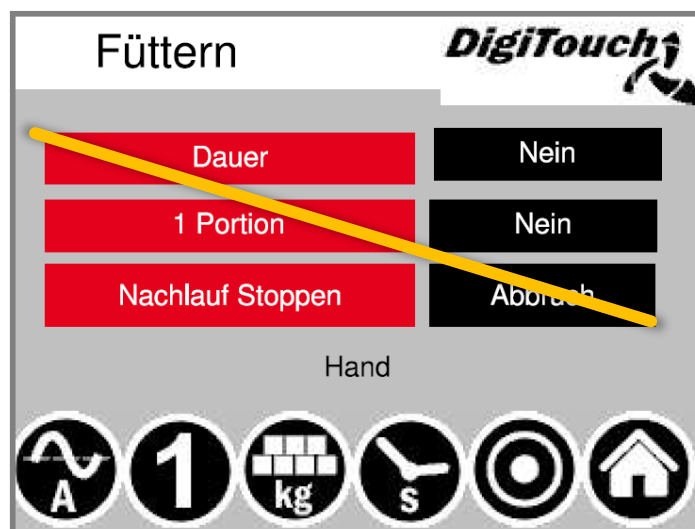 Füttern
DigiTouch
Dauer Nein
1 Portion Nein
Nachlauf Stoppen Abbruch
Hand
A 1 kg s